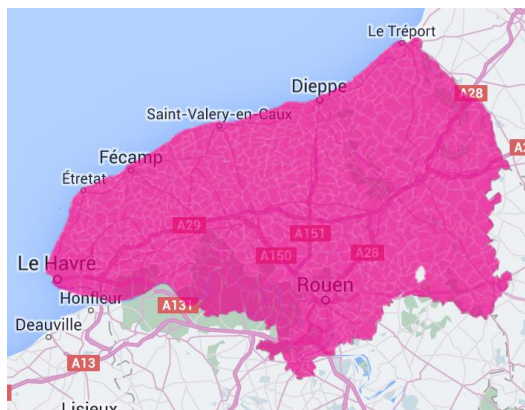 Le Tréport
Dieppe
A28
Saint-Valery-en-Caux
A2
Fécamp
Étretat
A29
A151
A150
A28
Le Havre
Rouen
Honfleur
A131
Deauville
A13
Lisieux